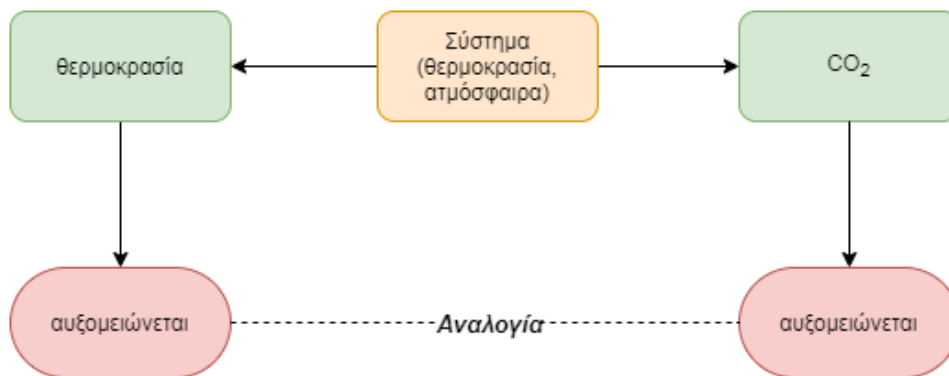 θερμοκρασία
Σύστημα
(θερμοκρασία,
ατμόσφαιρα)
CO₂
αυξομειώνεται
Αναλογία
αυξομειώνεται